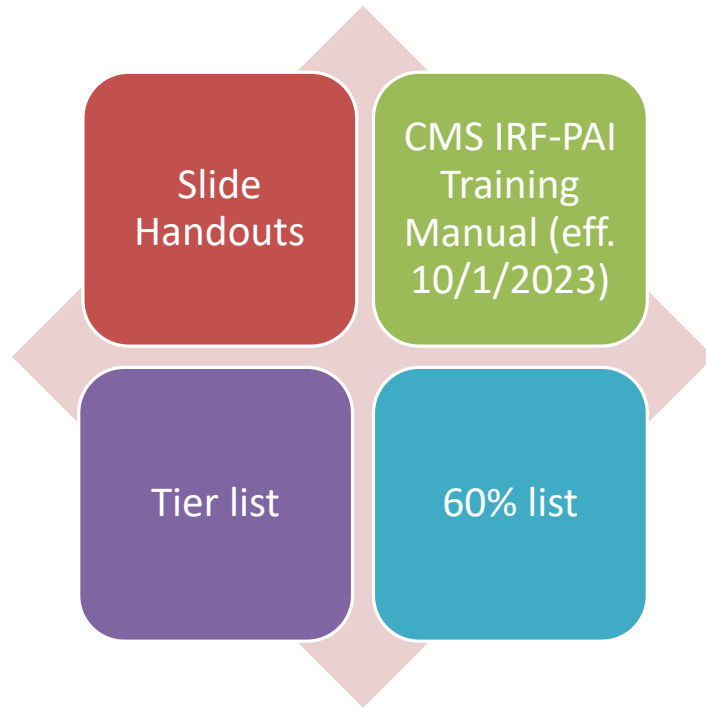 Slide
Handouts
CMS IRF-PAI
Training
Manual (eff.
10/1/2023)
Tier list
60% list